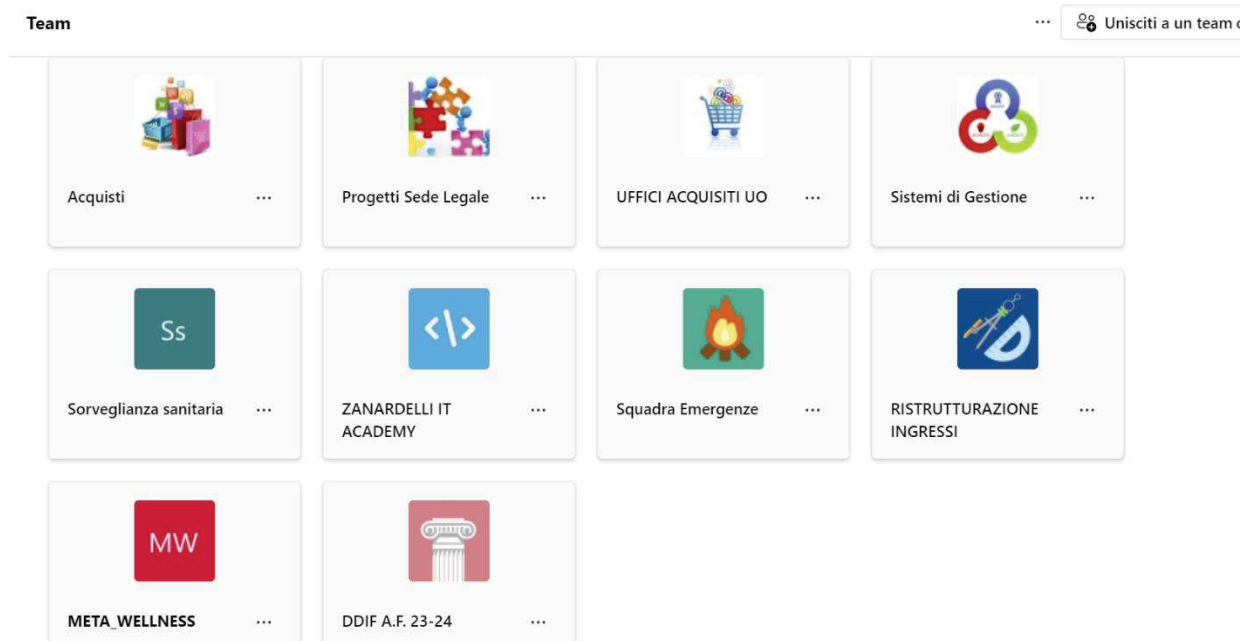 Team
... Unisciti a un team
Acquisti ...
Progetti Sede Legale ...
UFFICI ACQUISITI UO ...
Sistemi di Gestione ...
Ss
Sorveglianza sanitaria ...
</>
ZANARDELLI IT
ACADEMY ...
Squadra Emergenze ...
RISTRUTTURAZIONE
INGRESSI ...
MW
META_WELLNESS ...
DDIF A.F. 23-24 ...